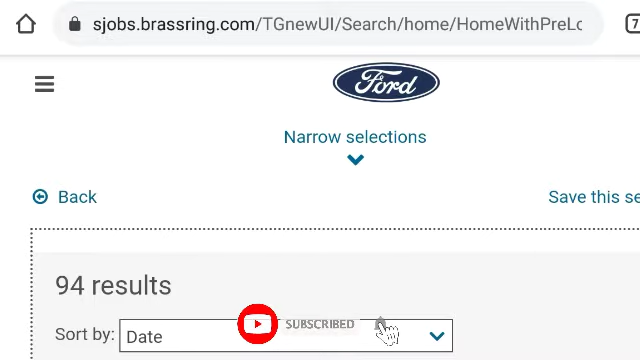 sjobs.brassring.com/TGnewUI/Search/home/HomeWithPreLo
7
Ford
Narrow selections
Back
Save this se
94 results
Sort by:
Date
SUBSCRIBED